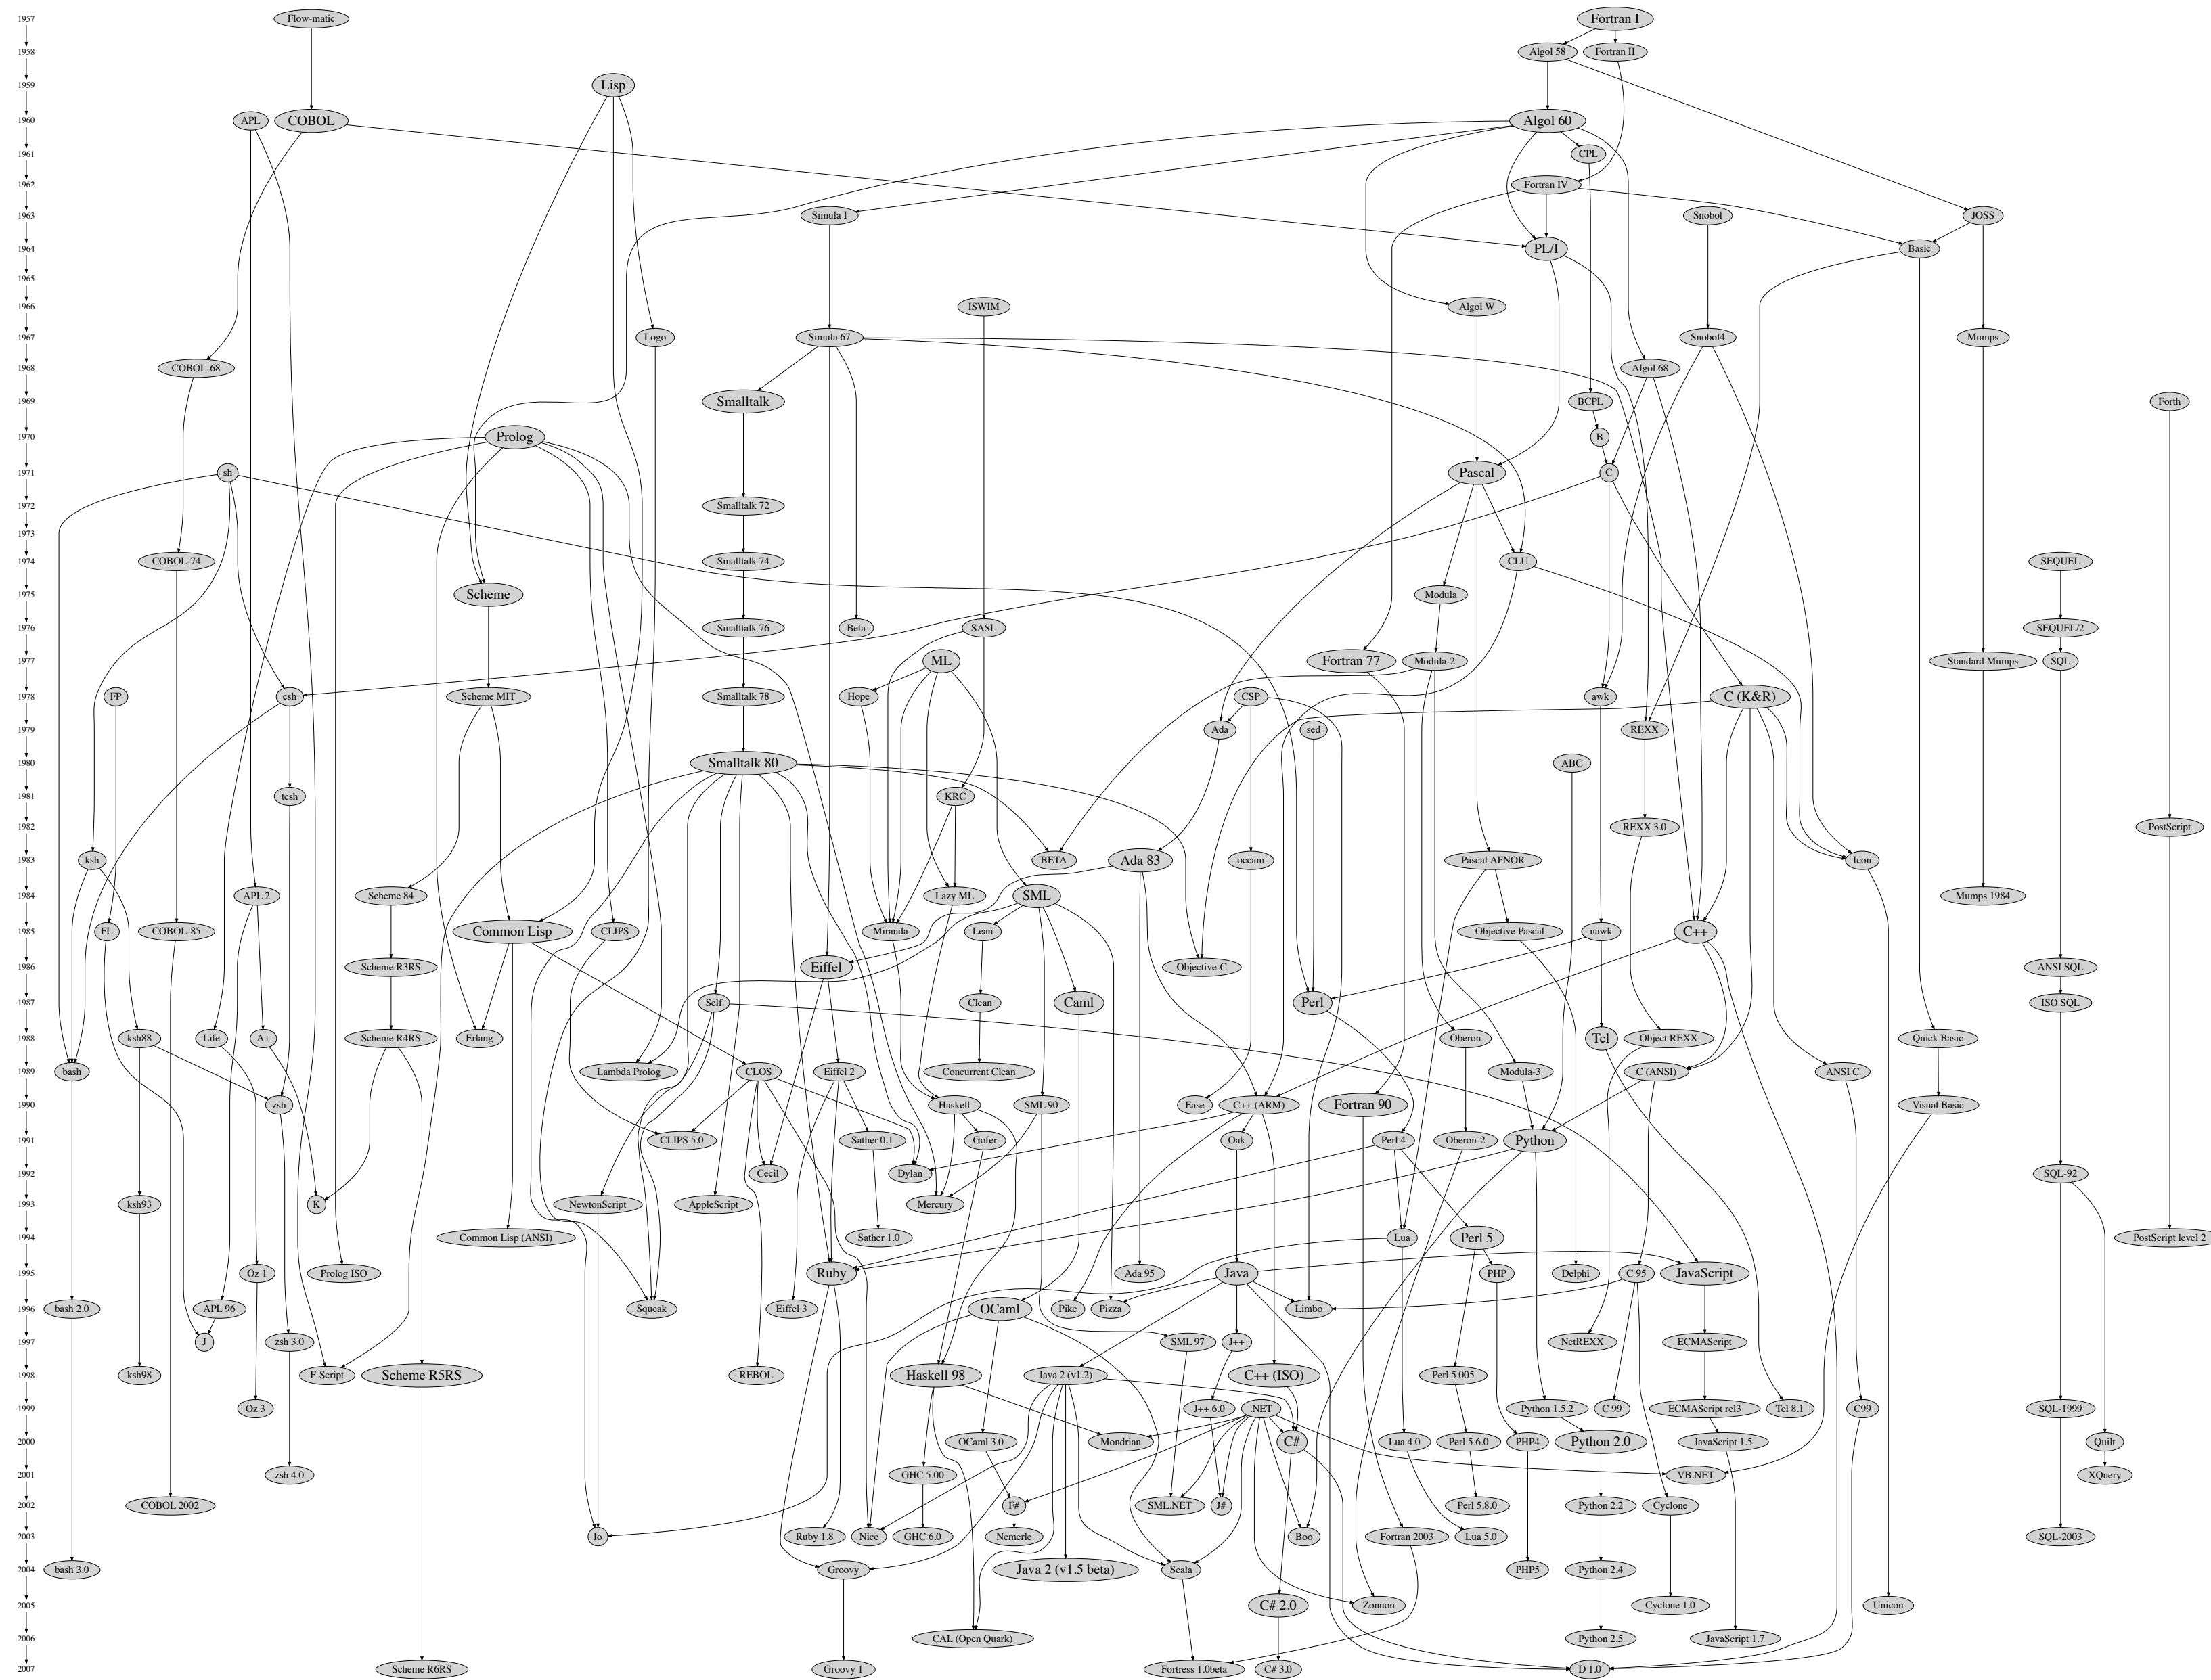 1957 Flow-matic Fortran I
1958 Algol 58 Fortran II
1959 Lisp
1960 APL COBOL Algol 60
1961 CPL
1962 Fortran IV
1963 Simula I Snobol JOSS
1964 PL/I Basic
1965
1966 ISWIM Algol W
1967 Logo Simula 67 Snobol4 Mumps
1968 COBOL-68 Algol 68
1969 Smalltalk BCPL Forth
1970 Prolog B
1971 sh Pascal C
1972 Smalltalk 72
1973
1974 COBOL-74 Smalltalk 74 CLU SEQUEL
1975 Scheme Modula
1976 Smalltalk 76 Beta SASL SEQUEL/2
1977 ML Fortran 77 Modula-2 Standard Mumps SQL
1978 FP csh Scheme MIT Smalltalk 78 Hope CSP awk C (K&R)
1979 Ada sed REXX
1980 Smalltalk 80 ABC
1981 tcsh KRC
1982 REXX 3.0 PostScript
1983 ksh BETA Ada 83 occam Pascal AFNOR Icon
1984 APL 2 Scheme 84 Lazy ML SML Mumps 1984
1985 FL COBOL-85 Common Lisp CLIPS Miranda Lean Objective Pascal nawk C++
1986 Scheme R3RS Eiffel Objective-C ANSI SQL
1987 Self Clean Caml Perl ISO SQL
1988 ksh88 Life A+ Scheme R4RS Erlang Concurrent Clean Oberon Tcl Object REXX Quick Basic
1989 bash Lambda Prolog CLOS Eiffel 2 Modula-3 C (ANSI) ANSI C
1990 zsh Haskell SML 90 Ease C++ (ARM) Fortran 90 Visual Basic
1991 CLIPS 5.0 Sather 0.1 Gofer Oak Perl 4 Oberon-2 Python
1992 Cecil Dylan SQL-92
1993 ksh93 K NewtonScript AppleScript Mercury
1994 Common Lisp (ANSI) Sather 1.0 Lua Perl 5 PostScript level 2
1995 Oz 1 Prolog ISO Ruby Ada 95 Java PHP Delphi C 95 JavaScript
1996 bash 2.0 APL 96 Squeak Eiffel 3 OCaml Pike Pizza Limbo
1997 J zsh 3.0 SML 97 J++ NetREXX ECMAScript
1998 ksh98 F-Script Scheme R5RS REBOL Haskell 98 Java 2 (v1.2) C++ (ISO) Perl 5.005
1999 Oz 3 J++ 6.0 .NET Python 1.5.2 C 99 ECMAScript rel3 Tcl 8.1 C99 SQL-1999
2000 OCaml 3.0 Mondrian C# Lua 4.0 Perl 5.6.0 PHP4 Python 2.0 JavaScript 1.5 Quilt
2001 zsh 4.0 GHC 5.00 VB.NET XQuery
2002 COBOL 2002 F# SML.NET J# Perl 5.8.0 Python 2.2 Cyclone
2003 Io Ruby 1.8 Nice GHC 6.0 Nemerle Boo Fortran 2003 Lua 5.0 SQL-2003
2004 bash 3.0 Groovy Java 2 (v1.5 beta) Scala PHP5 Python 2.4
2005 C# 2.0 Zonnon Cyclone 1.0 Unicon
2006 CAL (Open Quark) Python 2.5 JavaScript 1.7
2007 Scheme R6RS Groovy 1 Fortress 1.0beta C# 3.0 D 1.0